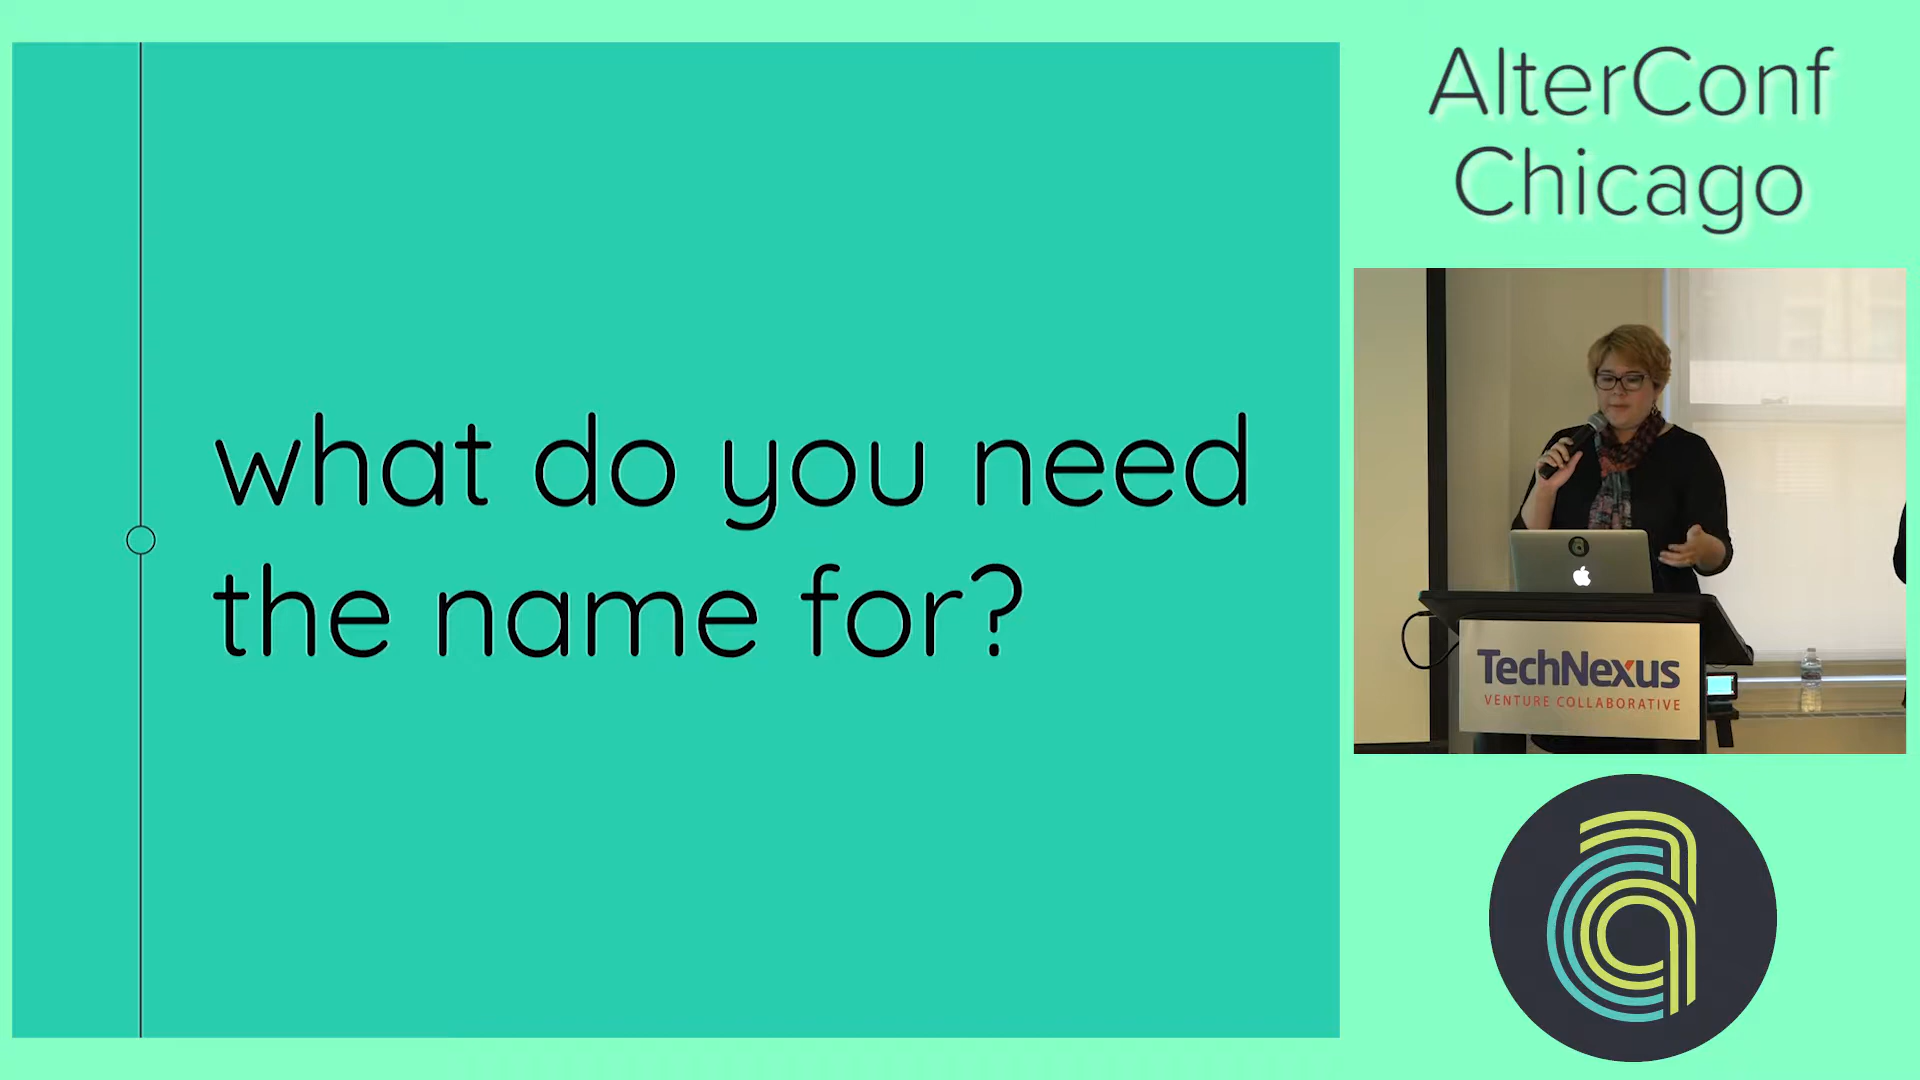 what do you need
the name for?
AlterConf
Chicago
TechNexus
VENTURE COLLABORATIVE